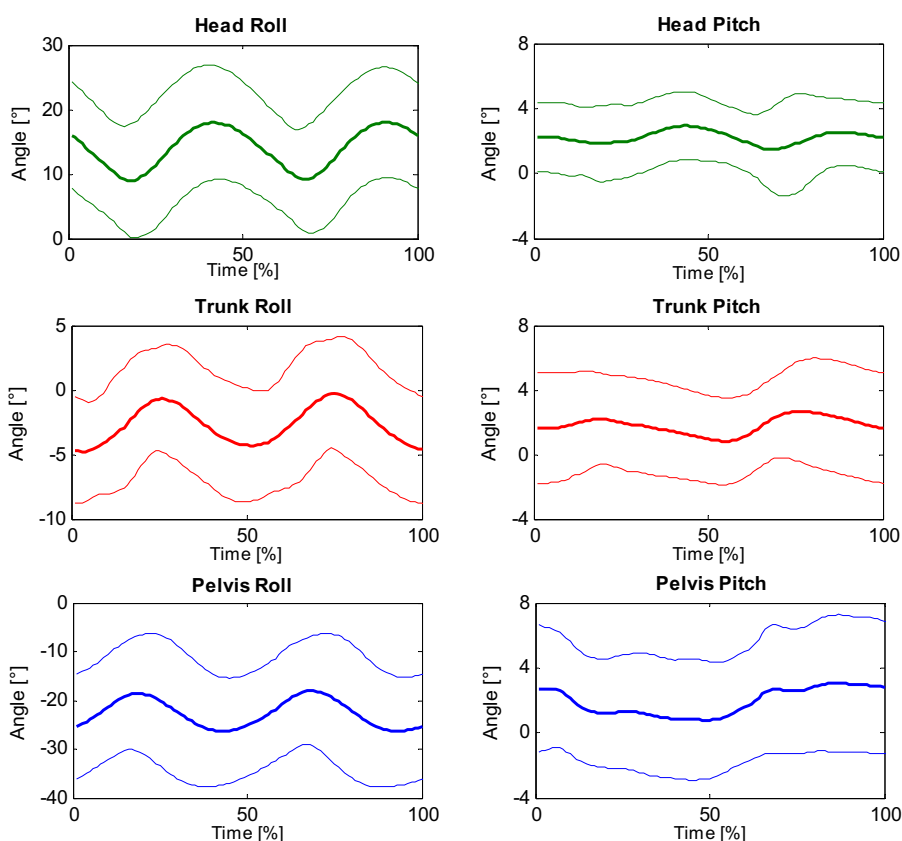 Head Roll
Head Pitch
30
20
10
0
Angle [°]
0
50
100
Time [%]
8
4
0
-4
Angle [°]
0
50
100
Time [%]
Trunk Roll
Trunk Pitch
5
0
-5
-10
Angle [°]
0
50
100
Time [%]
8
4
0
-4
Angle [°]
0
50
100
Time [%]
Pelvis Roll
Pelvis Pitch
0
-10
-20
-30
-40
Angle [°]
0
50
100
Time [%]
8
4
0
-4
Angle [°]
0
50
100
Time [%]